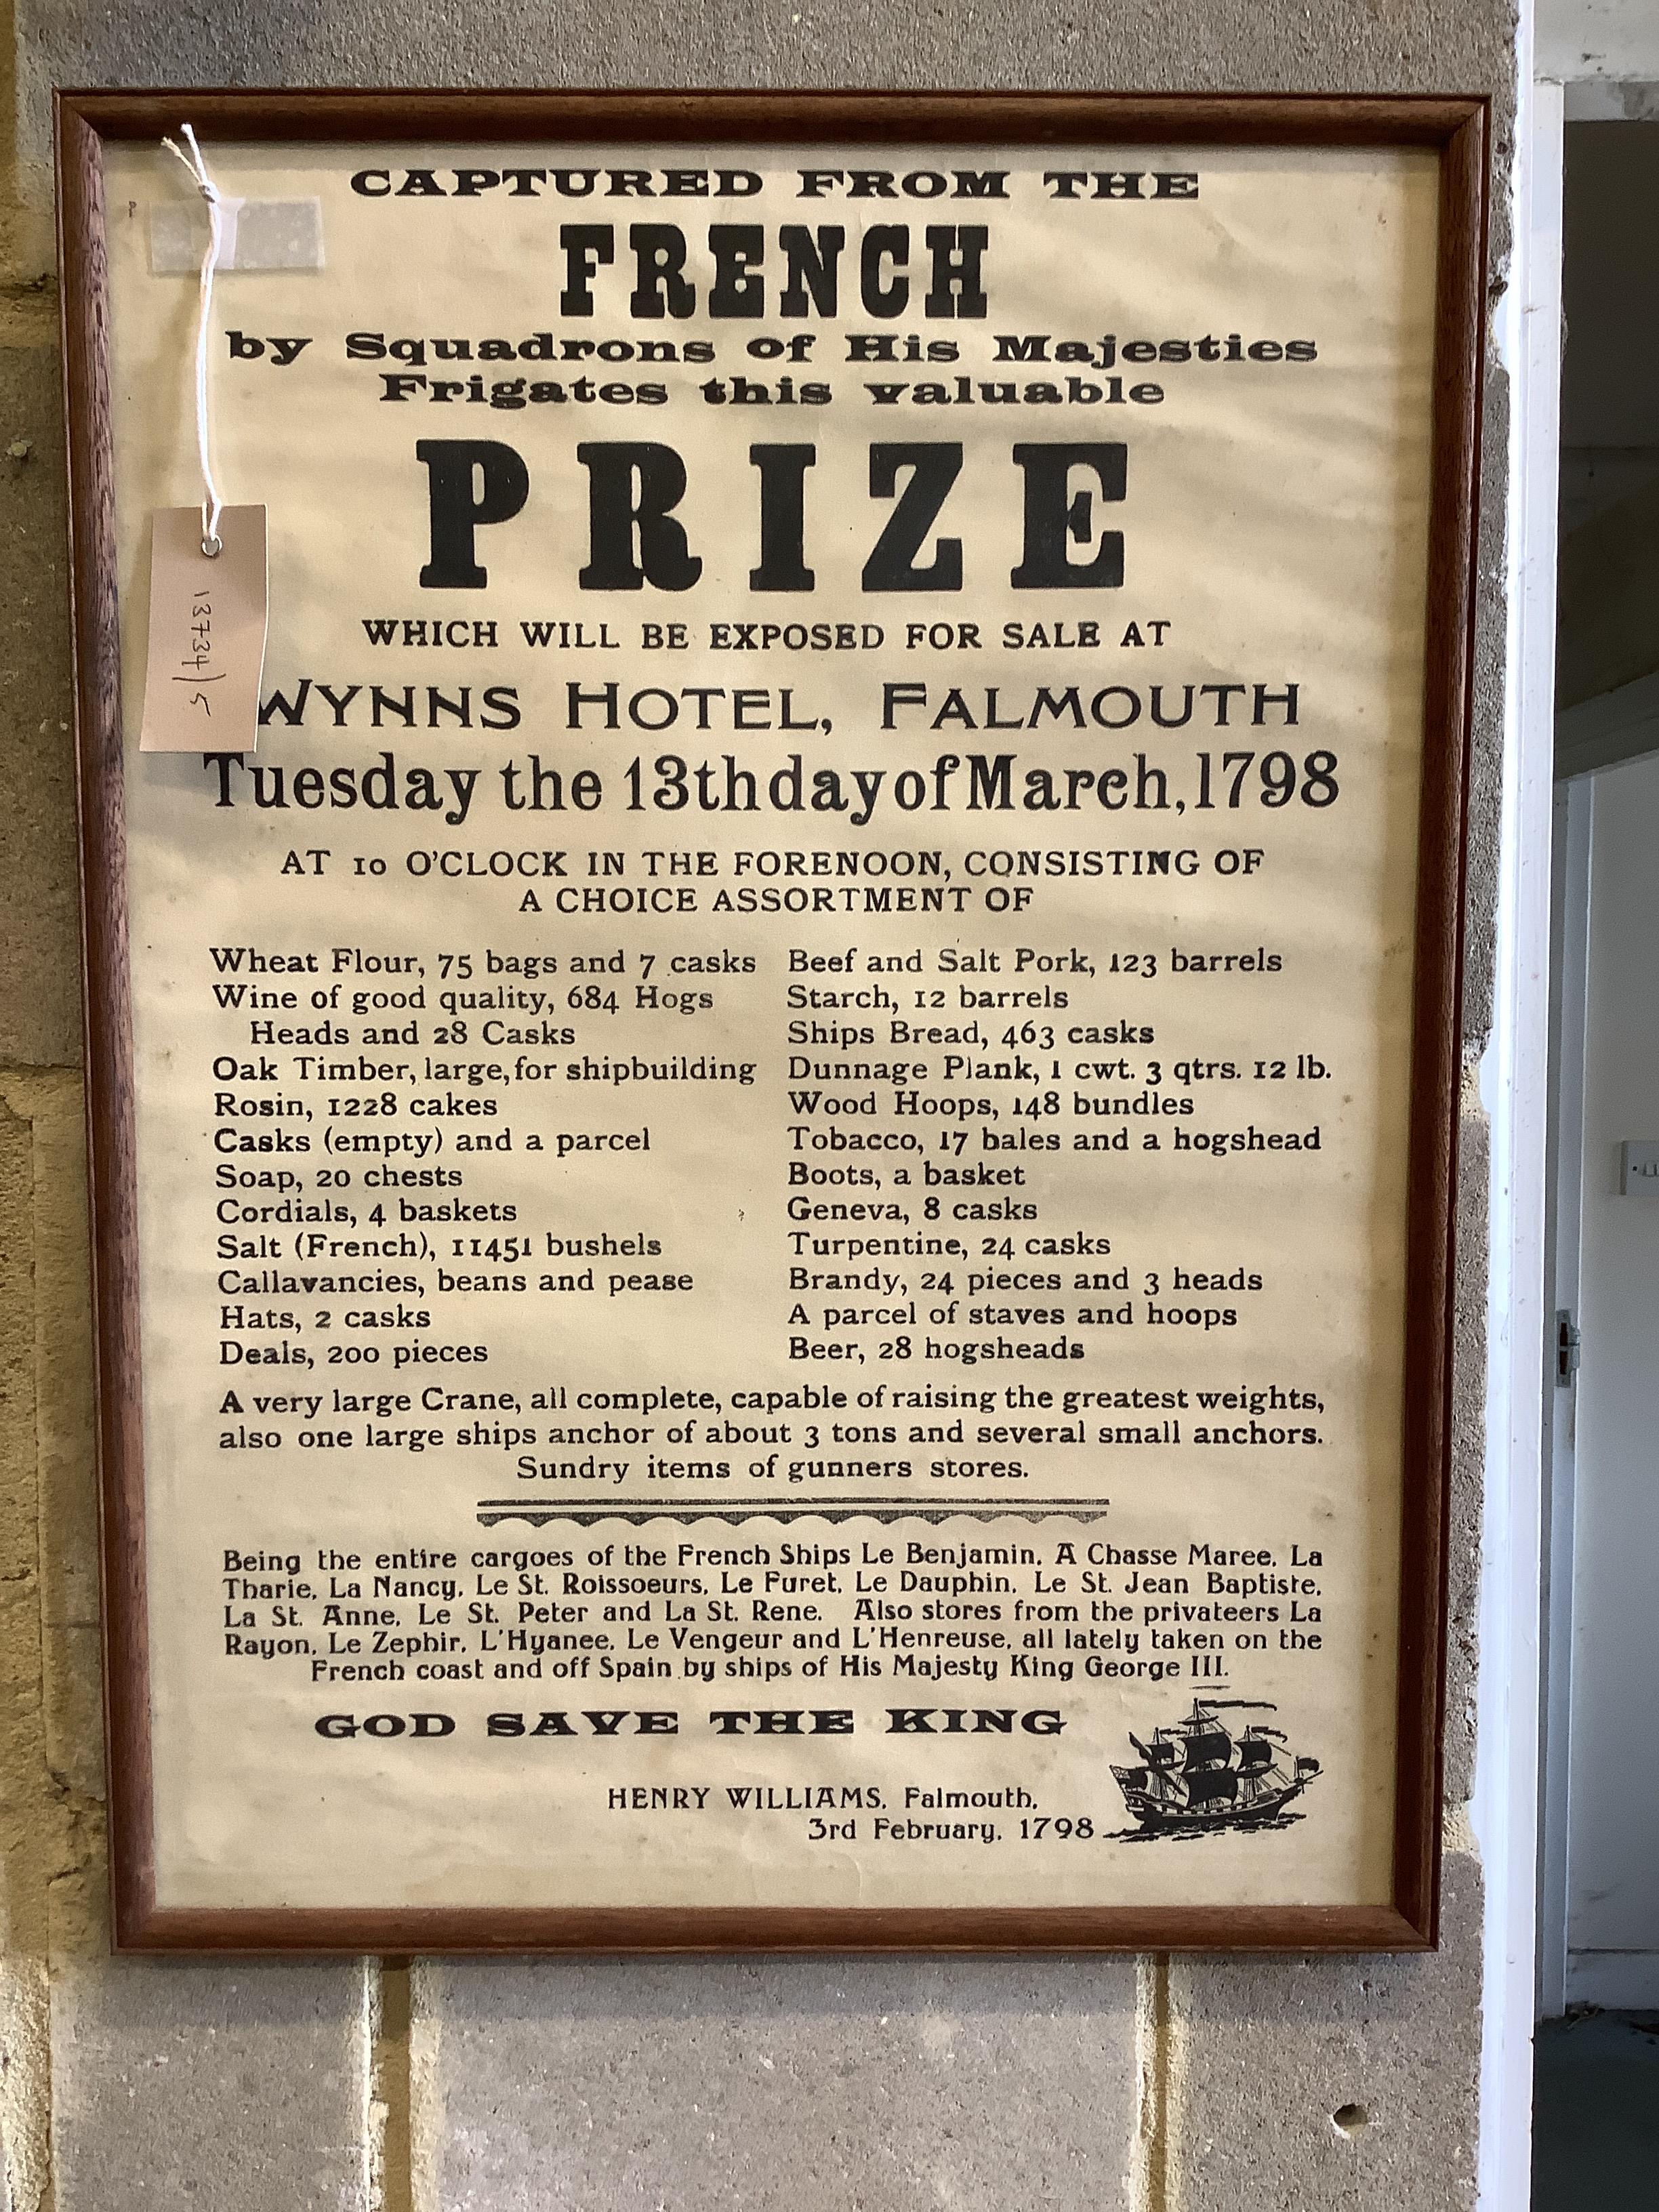 CAPTURED FROM THE
FRENCH
by Squadrons of His Majesties
Frigates this valuable
PRIZE
WHICH WILL BE EXPOSED FOR SALE AT
WYNNS HOTEL, FALMOUTH
Tuesday the 13th day of March, 1798
AT 10 O'CLOCK IN THE FORENOON, CONSISTING OF
A CHOICE ASSORTMENT OF
Wheat Flour, 75 bags and 7 casks
Wine of good quality, 684 Hogs
Heads and 28 Casks
Oak Timber, large, for shipbuilding
Rosin, 1228 cakes
Casks (empty) and a parcel
Soap, 20 chests
Cordials, 4 baskets
Salt (French), 11451 bushels
Callavancies, beans and pease
Hats, 2 casks
Deals, 200 pieces
Beef and Salt Pork, 123 barrels
Starch, 12 barrels
Ships Bread, 463 casks
Dunnage Plank, 1 cwt. 3 qtrs. 12 lb.
Wood Hoops, 148 bundles
Tobacco, 17 bales and a hogshead
Boots, a basket
Geneva, 8 casks
Turpentine, 24 casks
Brandy, 24 pieces and 3 heads
A parcel of staves and hoops
Beer, 28 hogsheads
A very large Crane, all complete, capable of raising the greatest weights,
also one large ships anchor of about 3 tons and several small anchors.
Sundry items of gunners stores.
Being the entire cargoes of the French Ships Le Benjamin, A Chasse Maree, La
Tharie, La Nancy, Le St. Roissoeurs, Le Furet, Le Dauphin, Le St. Jean Baptiste,
La St. Anne, Le St. Peter and La St. Rene. Also stores from the privateers La
Rayon, Le Zephir, L'Hyanee, Le Vengeur and L'Henreuse, all lately taken on the
French coast and off Spain by ships of His Majesty King George III.
GOD SAVE THE KING
HENRY WILLIAMS, Falmouth,
3rd February, 1798
13734/5